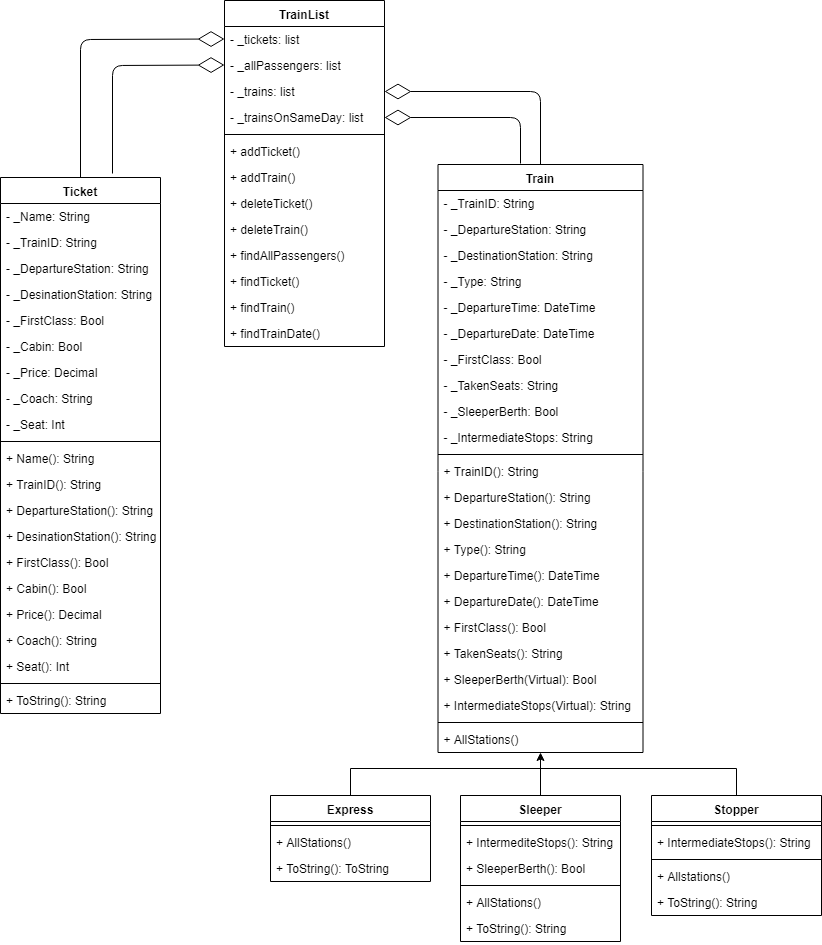 TrainList
- _tickets: list
- _allPassengers: list
- _trains: list
- _trainsOnSameDay: list
+ addTicket()
+ addTrain()
+ deleteTicket()
+ deleteTrain()
+ findAllPassengers()
+ findTicket()
+ findTrain()
+ findTrainDate()
Ticket
- _Name: String
- _TrainID: String
- _DepartureStation: String
- _DesinationStation: String
- _FirstClass: Bool
- _Cabin: Bool
- _Price: Decimal
- _Coach: String
- _Seat: Int
+ Name(): String
+ TrainID(): String
+ DepartureStation(): String
+ DesinationStation(): String
+ FirstClass(): Bool
+ Cabin(): Bool
+ Price(): Decimal
+ Coach(): String
+ Seat(): Int
+ ToString(): String
Train
- _TrainID: String
- _DepartureStation: String
- _DestinationStation: String
- _Type: String
- _DepartureTime: DateTime
- _DepartureDate: DateTime
- _FirstClass: Bool
- _TakenSeats: String
- _SleeperBerth: Bool
- _IntermediateStops: String
+ TrainID(): String
+ DepartureStation(): String
+ DestinationStation(): String
+ Type(): String
+ DepartureTime(): DateTime
+ DepartureDate(): DateTime
+ FirstClass(): Bool
+ TakenSeats(): String
+ SleeperBerth(Virtual): Bool
+ IntermediateStops(Virtual): String
+ AllStations()
Express
+ AllStations()
+ ToString(): ToString
Sleeper
+ IntermediteStops(): String
+ SleeperBerth(): Bool
+ AllStations()
+ ToString(): String
Stopper
+ IntermediateStops(): String
+ Allstations()
+ ToString(): String